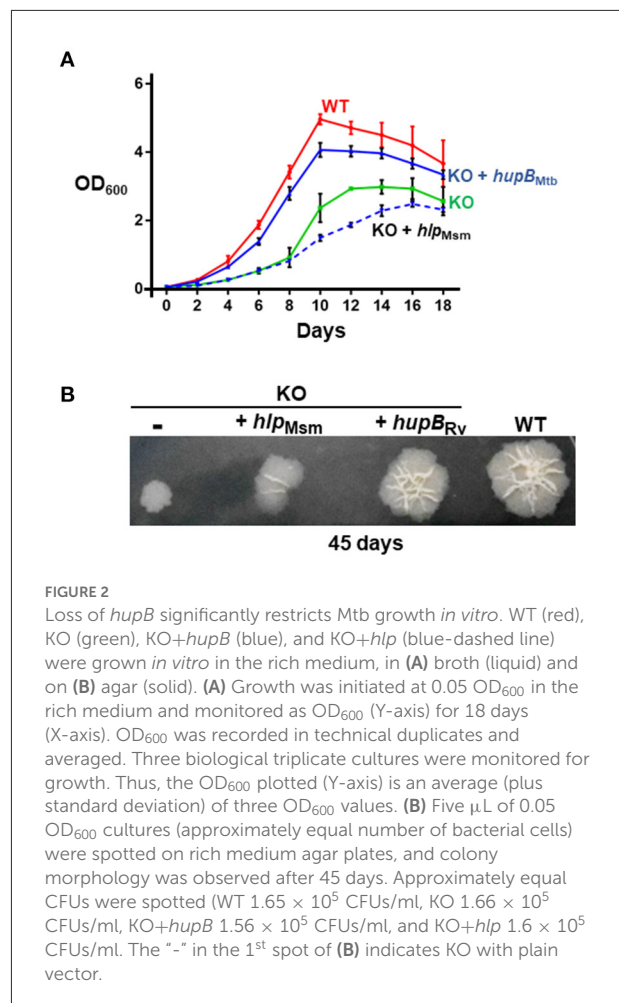 A
6
4
2
0
OD₆₀₀
WT
KO + hupB_Mtb
KO
KO + hlp_Msm
0 2 4 6 8 10 12 14 16 18
Days
B
KO
- + hlp_Msm + hupB_Rv WT
45 days
FIGURE 2
Loss of hupB significantly restricts Mtb growth in vitro. WT (red),
KO (green), KO+hupB (blue), and KO+hlp (blue-dashed line)
were grown in vitro in the rich medium, in (A) broth (liquid) and
on (B) agar (solid). (A) Growth was initiated at 0.05 OD₆₀₀ in the
rich medium and monitored as OD₆₀₀ (Y-axis) for 18 days
(X-axis). OD₆₀₀ was recorded in technical duplicates and
averaged. Three biological triplicate cultures were monitored for
growth. Thus, the OD₆₀₀ plotted (Y-axis) is an average (plus
standard deviation) of three OD₆₀₀ values. (B) Five μL of 0.05
OD₆₀₀ cultures (approximately equal number of bacterial cells)
were spotted on rich medium agar plates, and colony
morphology was observed after 45 days. Approximately equal
CFUs were spotted (WT 1.65 × 10⁵ CFUs/ml, KO 1.66 × 10⁵
CFUs/ml, KO+hupB 1.56 × 10⁵ CFUs/ml, and KO+hlp 1.6 × 10⁵
CFUs/ml. The “-” in the 1ˢᵗ spot of (B) indicates KO with plain
vector.